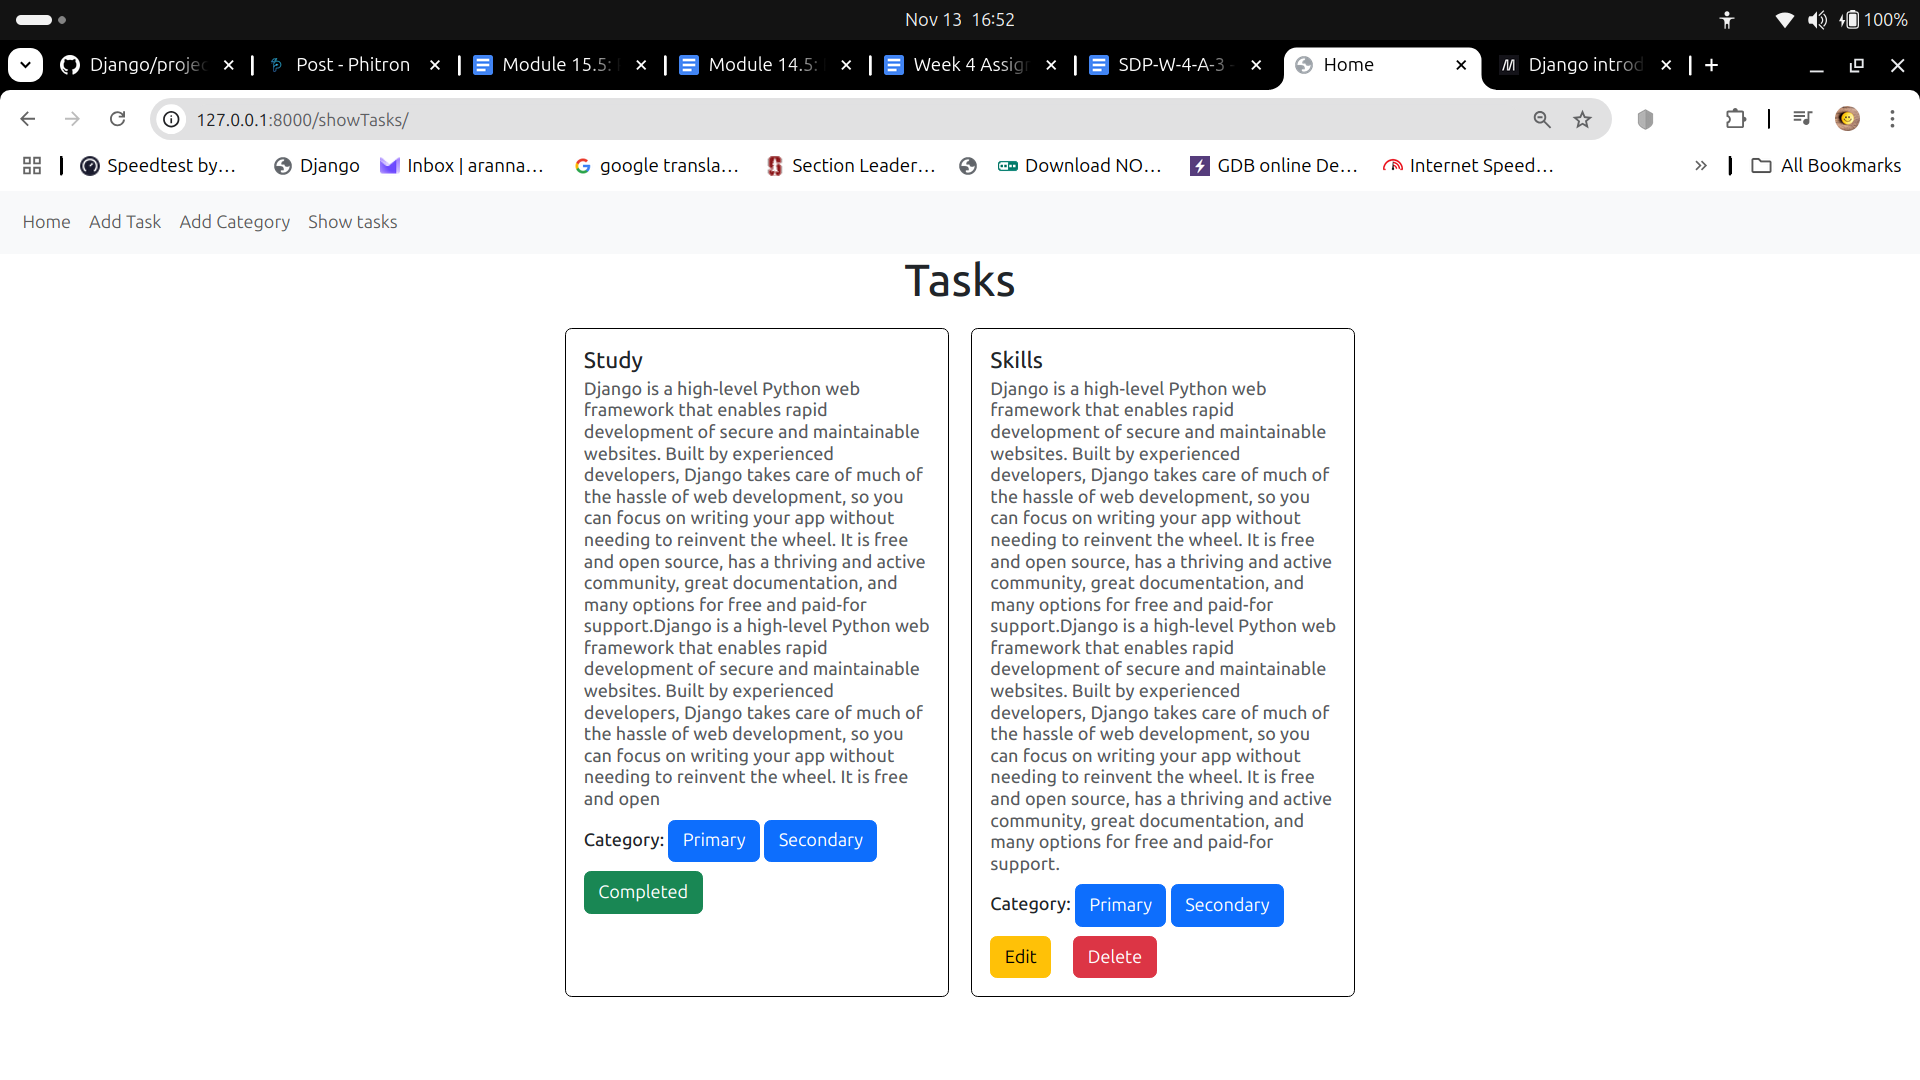 Nov 13 16:52
100%
Django/projec
Post - Phitron
Module 15.5:
Module 14.5:
Week 4 Assign
SDP-W-4-A-3 -
Home
Django introd
127.0.0.1:8000/showTasks/
Speedtest by…
Django
Inbox | aranna…
google transla…
Section Leader…
Download NO…
GDB online De…
Internet Speed…
All Bookmarks
Home Add Task Add Category Show tasks
Tasks
Study
Django is a high-level Python web
framework that enables rapid
development of secure and maintainable
websites. Built by experienced
developers, Django takes care of much of
the hassle of web development, so you
can focus on writing your app without
needing to reinvent the wheel. It is free
and open source, has a thriving and active
community, great documentation, and
many options for free and paid-for
support.Django is a high-level Python web
framework that enables rapid
development of secure and maintainable
websites. Built by experienced
developers, Django takes care of much of
the hassle of web development, so you
can focus on writing your app without
needing to reinvent the wheel. It is free
and open
Category: Primary Secondary
Completed
Skills
Django is a high-level Python web
framework that enables rapid
development of secure and maintainable
websites. Built by experienced
developers, Django takes care of much of
the hassle of web development, so you
can focus on writing your app without
needing to reinvent the wheel. It is free
and open source, has a thriving and active
community, great documentation, and
many options for free and paid-for
support.Django is a high-level Python web
framework that enables rapid
development of secure and maintainable
websites. Built by experienced
developers, Django takes care of much of
the hassle of web development, so you
can focus on writing your app without
needing to reinvent the wheel. It is free
and open source, has a thriving and active
community, great documentation, and
many options for free and paid-for
support.
Category: Primary Secondary
Edit Delete